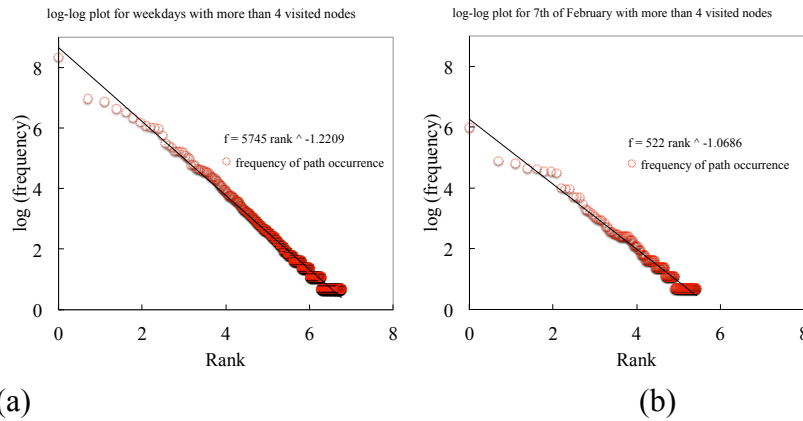 log-log plot for weekdays with more than 4 visited nodes
8
6
4
2
0
log (frequency)
f = 5745 rank ^ -1.2209
frequency of path occurrence
0 2 4 6 8
Rank
(a)
log-log plot for 7th of February with more than 4 visited nodes
8
6
4
2
0
log (frequency)
f = 522 rank ^ -1.0686
frequency of path occurrence
0 2 4 6 8
Rank
(b)